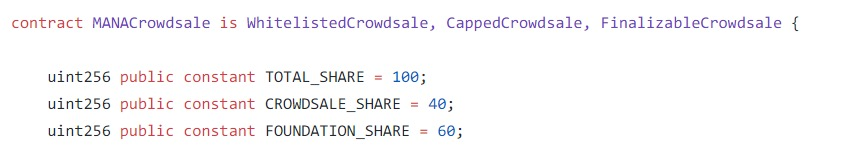 contract MANACrowdsale is WhitelistedCrowdsale, CappedCrowdsale, FinalizableCrowdsale {
uint256 public constant TOTAL_SHARE = 100;
uint256 public constant CROWDSALE_SHARE = 40;
uint256 public constant FOUNDATION_SHARE = 60;